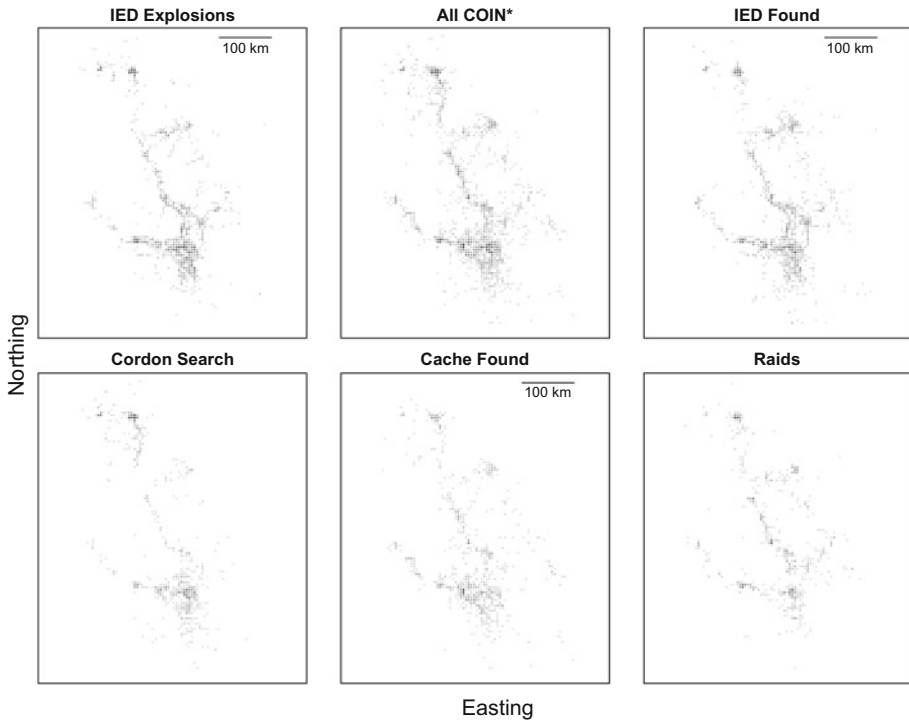 IED Explosions
All COIN*
IED Found
100 km
100 km
Cordon Search
Cache Found
Raids
100 km
Northing
Easting